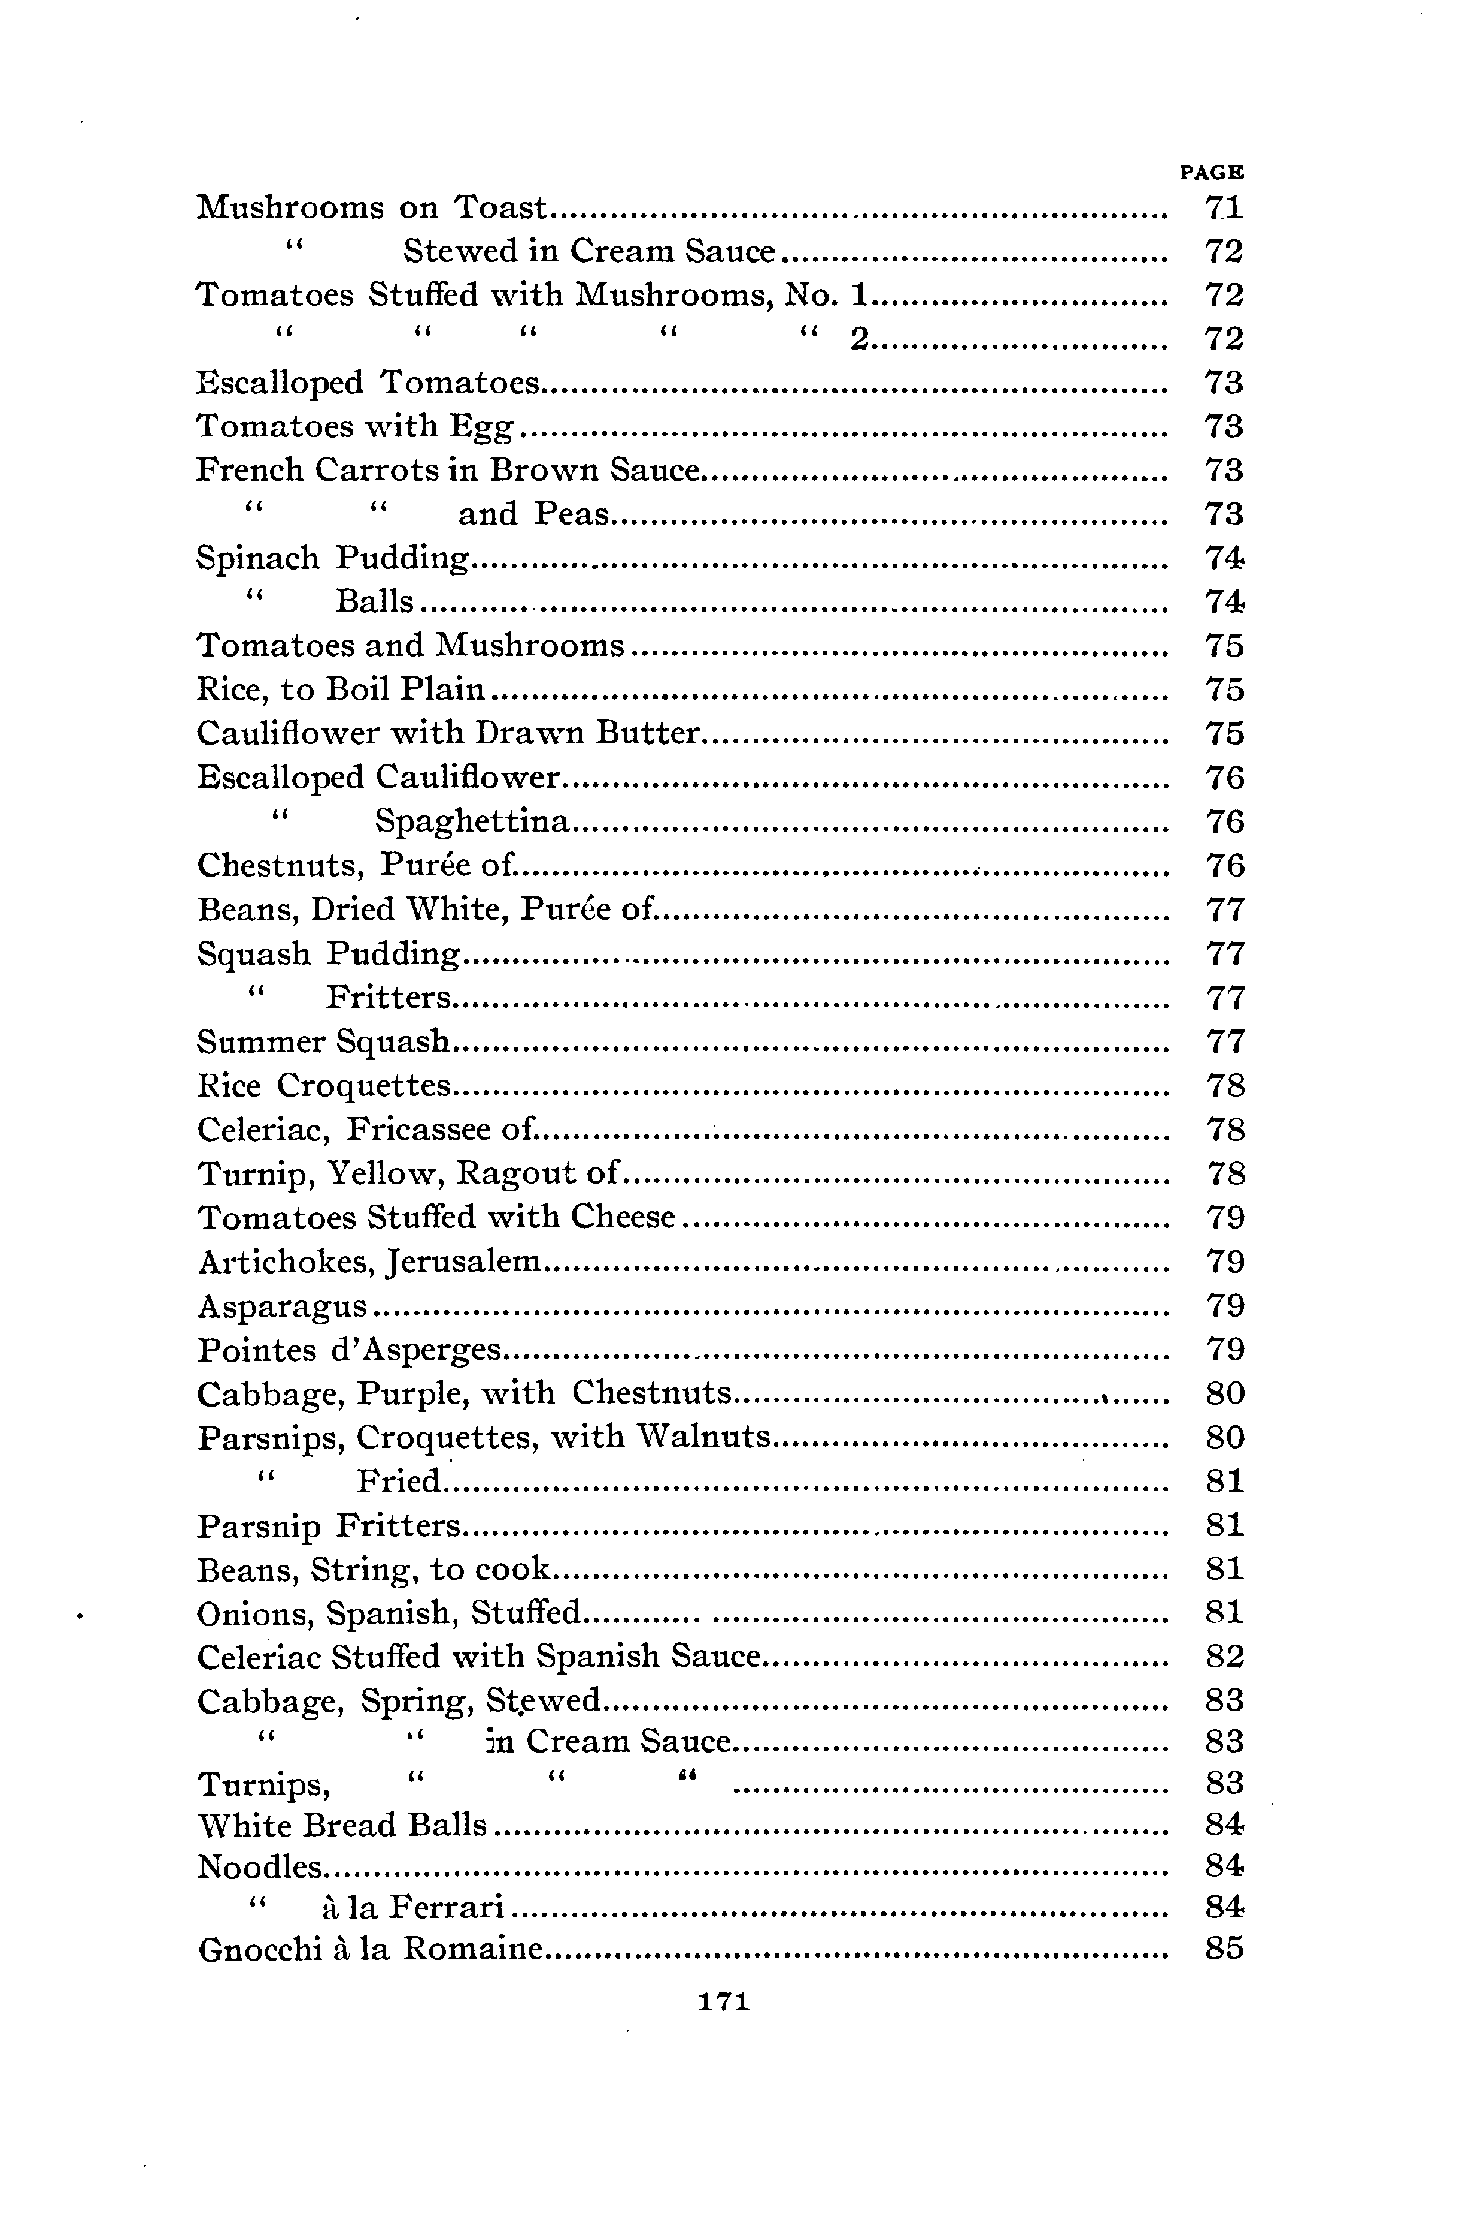 PAGE
Mushrooms on Toast.............................................................. 71
“ Stewed in Cream Sauce....................................... 72
Tomatoes Stuffed with Mushrooms, No. 1.............................. 72
“ “ “ “ “ 2.............................. 72
Escalloped Tomatoes............................................................... 73
Tomatoes with Egg................................................................. 73
French Carrots in Brown Sauce............................................... 73
“ “ and Peas........................................................ 73
Spinach Pudding...................................................................... 74
“ Balls........................................................................... 74
Tomatoes and Mushrooms...................................................... 75
Rice, to Boil Plain.................................................................... 75
Cauliflower with Drawn Butter............................................... 75
Escalloped Cauliflower............................................................. 76
“ Spaghettina............................................................ 76
Chestnuts, Purée of.................................................................. 76
Beans, Dried White, Purée of.................................................... 77
Squash Pudding....................................................................... 77
“ Fritters........................................................................ 77
Summer Squash........................................................................ 77
Rice Croquettes........................................................................ 78
Celeriac, Fricassee of................................................................ 78
Turnip, Yellow, Ragout of....................................................... 78
Tomatoes Stuffed with Cheese................................................. 79
Artichokes, Jerusalem............................................................... 79
Asparagus................................................................................ 79
Pointes d’Asperges................................................................... 79
Cabbage, Purple, with Chestnuts............................................ 80
Parsnips, Croquettes, with Walnuts........................................ 80
“ Fried......................................................................... 81
Parsnip Fritters....................................................................... 81
Beans, String, to cook.............................................................. 81
Onions, Spanish, Stuffed........................................................... 81
Celeriac Stuffed with Spanish Sauce......................................... 82
Cabbage, Spring, Stewed......................................................... 83
“ “ in Cream Sauce............................................ 83
Turnips, “ “ “ ............................................ 83
White Bread Balls.................................................................... 84
Noodles..................................................................................... 84
“ à la Ferrari.................................................................. 84
Gnocchi à la Romaine............................................................... 85
171